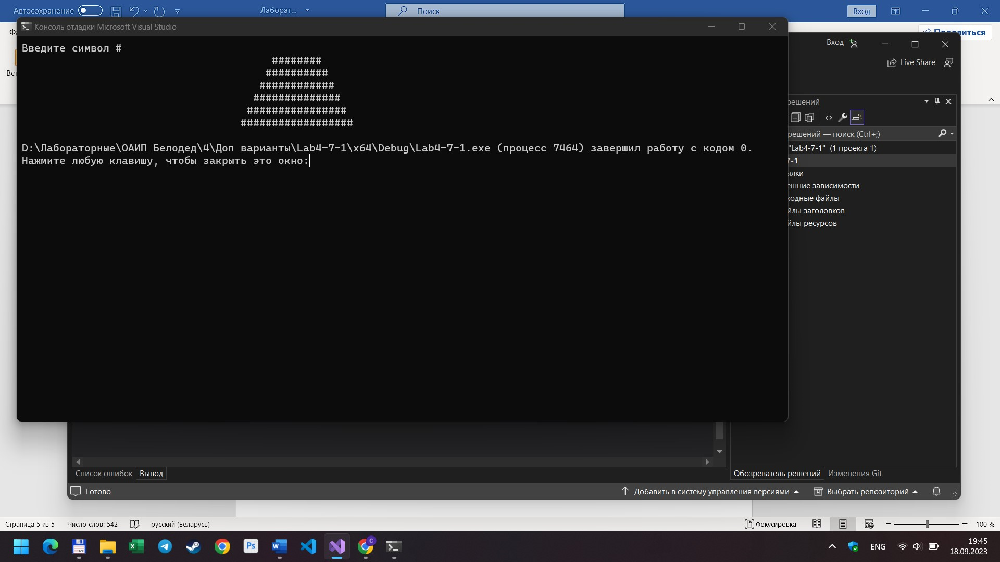 Автосохранение
Лаборат...
Поиск
Вход
Консоль отладки Microsoft Visual Studio
Поделиться
Введите символ #
########
##########
############
##############
################
##################
D:\Лабораторные\ОАИП Белодед\4\Доп варианты\Lab4-7-1\x64\Debug\Lab4-7-1.exe (процесс 7464) завершил работу с кодом 0.
Нажмите любую клавишу, чтобы закрыть это окно:
Вход
Live Share
решений
решений — поиск (Ctrl+;)
"Lab4-7-1" (1 проекта 1)
7-1
ылки
ешние зависимости
ходные файлы
йлы заголовков
йлы ресурсов
Список ошибок
Вывод
Обозреватель решений
Изменения Git
Готово
Добавить в систему управления версиями
Выбрать репозиторий
Страница 5 из 5
Число слов: 542
русский (Беларусь)
Фокусировка
100 %
ENG
19:45
18.09.2023